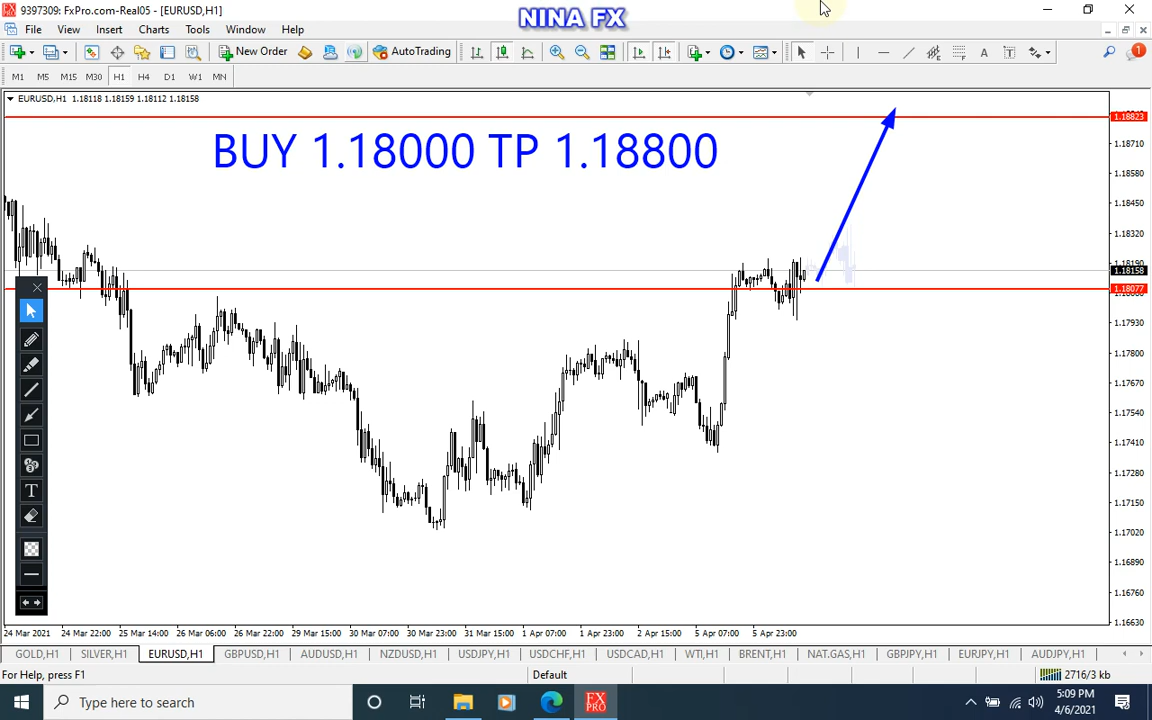 9397309: FxPro.com-Real05 - [EURUSD,H1]
NINA FX
File View Insert Charts Tools Window Help
New Order AutoTrading
1
M1 M5 M15 M30 H1 H4 D1 W1 MN
EURUSD,H1 1.18118 1.18159 1.18112 1.18158
BUY 1.18000 TP 1.18800
1.18823
1.18710
1.18580
1.18450
1.18320
1.18190
1.18158
1.18077
1.17930
1.17800
1.17670
1.17540
1.17410
1.17280
1.17150
1.17020
1.16890
1.16760
1.16630
24 Mar 2021 24 Mar 22:00 25 Mar 14:00 26 Mar 06:00 26 Mar 22:00 29 Mar 15:00 30 Mar 07:00 30 Mar 23:00 31 Mar 15:00 1 Apr 07:00 1 Apr 23:00 2 Apr 15:00 5 Apr 07:00 5 Apr 23:00
GOLD,H1 SILVER,H1 EURUSD,H1 GBPUSD,H1 AUDUSD,H1 NZDUSD,H1 USDJPY,H1 USDCHF,H1 USDCAD,H1 WTI,H1 BRENT,H1 NAT.GAS,H1 GBPJPY,H1 EURJPY,H1 AUDJPY,H1
For Help, press F1 Default 2716/3 kb
Type here to search
5:09 PM
4/6/2021